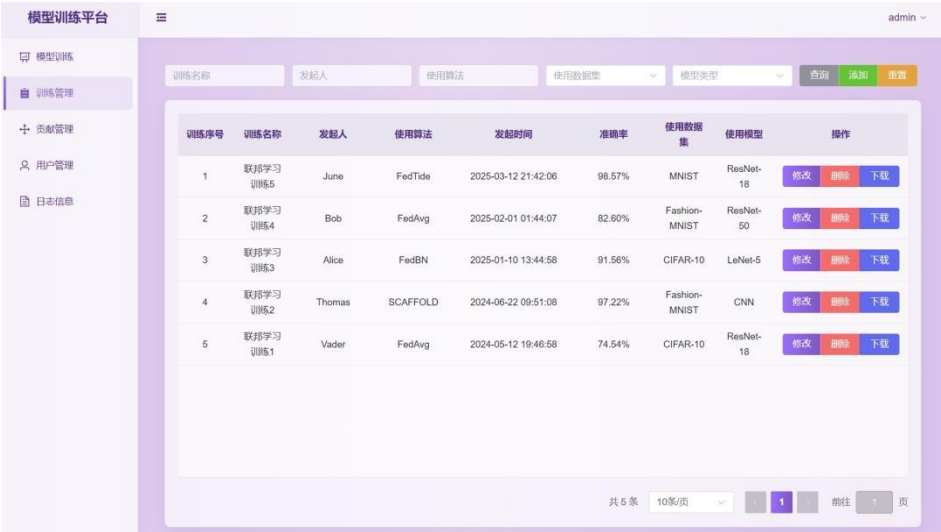 模型训练平台
admin
模型训练
训练管理
贡献管理
用户管理
日志信息
训练名称 发起人 使用算法 使用数据集 模型类型 查询 添加 重置
训练序号 训练名称 发起人 使用算法 发起时间 准确率 使用数据集 使用模型 操作
1 联邦学习训练5 June FedTide 2025-03-12 21:42:06 98.57% MNIST ResNet-18 修改 删除 下载
2 联邦学习训练4 Bob FedAvg 2025-02-01 01:44:07 82.60% Fashion-MNIST ResNet-50 修改 删除 下载
3 联邦学习训练3 Alice FedBN 2025-01-10 13:44:58 91.56% CIFAR-10 LeNet-5 修改 删除 下载
4 联邦学习训练2 Thomas SCAFFOLD 2024-06-22 09:51:08 97.22% Fashion-MNIST CNN 修改 删除 下载
5 联邦学习训练1 Vader FedAvg 2024-05-12 19:46:58 74.54% CIFAR-10 ResNet-18 修改 删除 下载
共 5 条 10条/页 1 前往 1 页